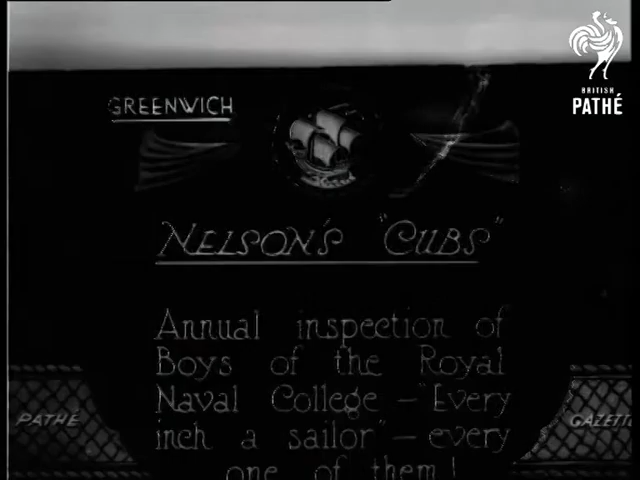 BRITISH
PATHÉ
GREENWICH
NELSON'S "CUBS"
Annual inspection of
Boys of the Royal
Naval College — "Every
inch a sailor" — every
one of them!
PATHÉ
GAZETTE